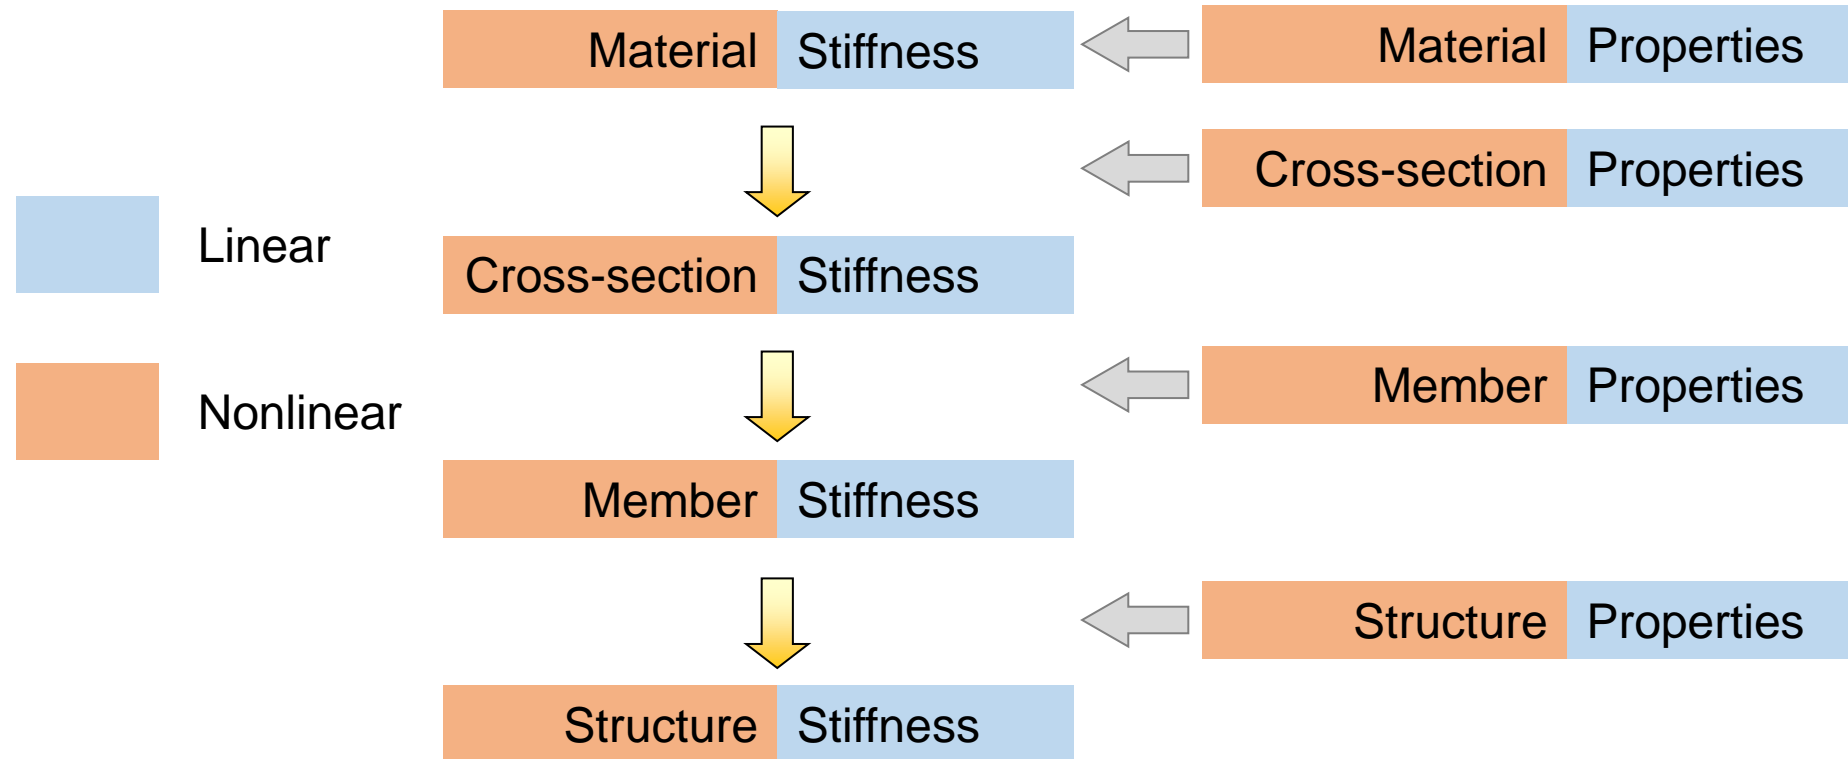 Material Stiffness
Material Properties
Cross-section Properties
Linear
Cross-section Stiffness
Nonlinear
Member Properties
Member Stiffness
Structure Properties
Structure Stiffness